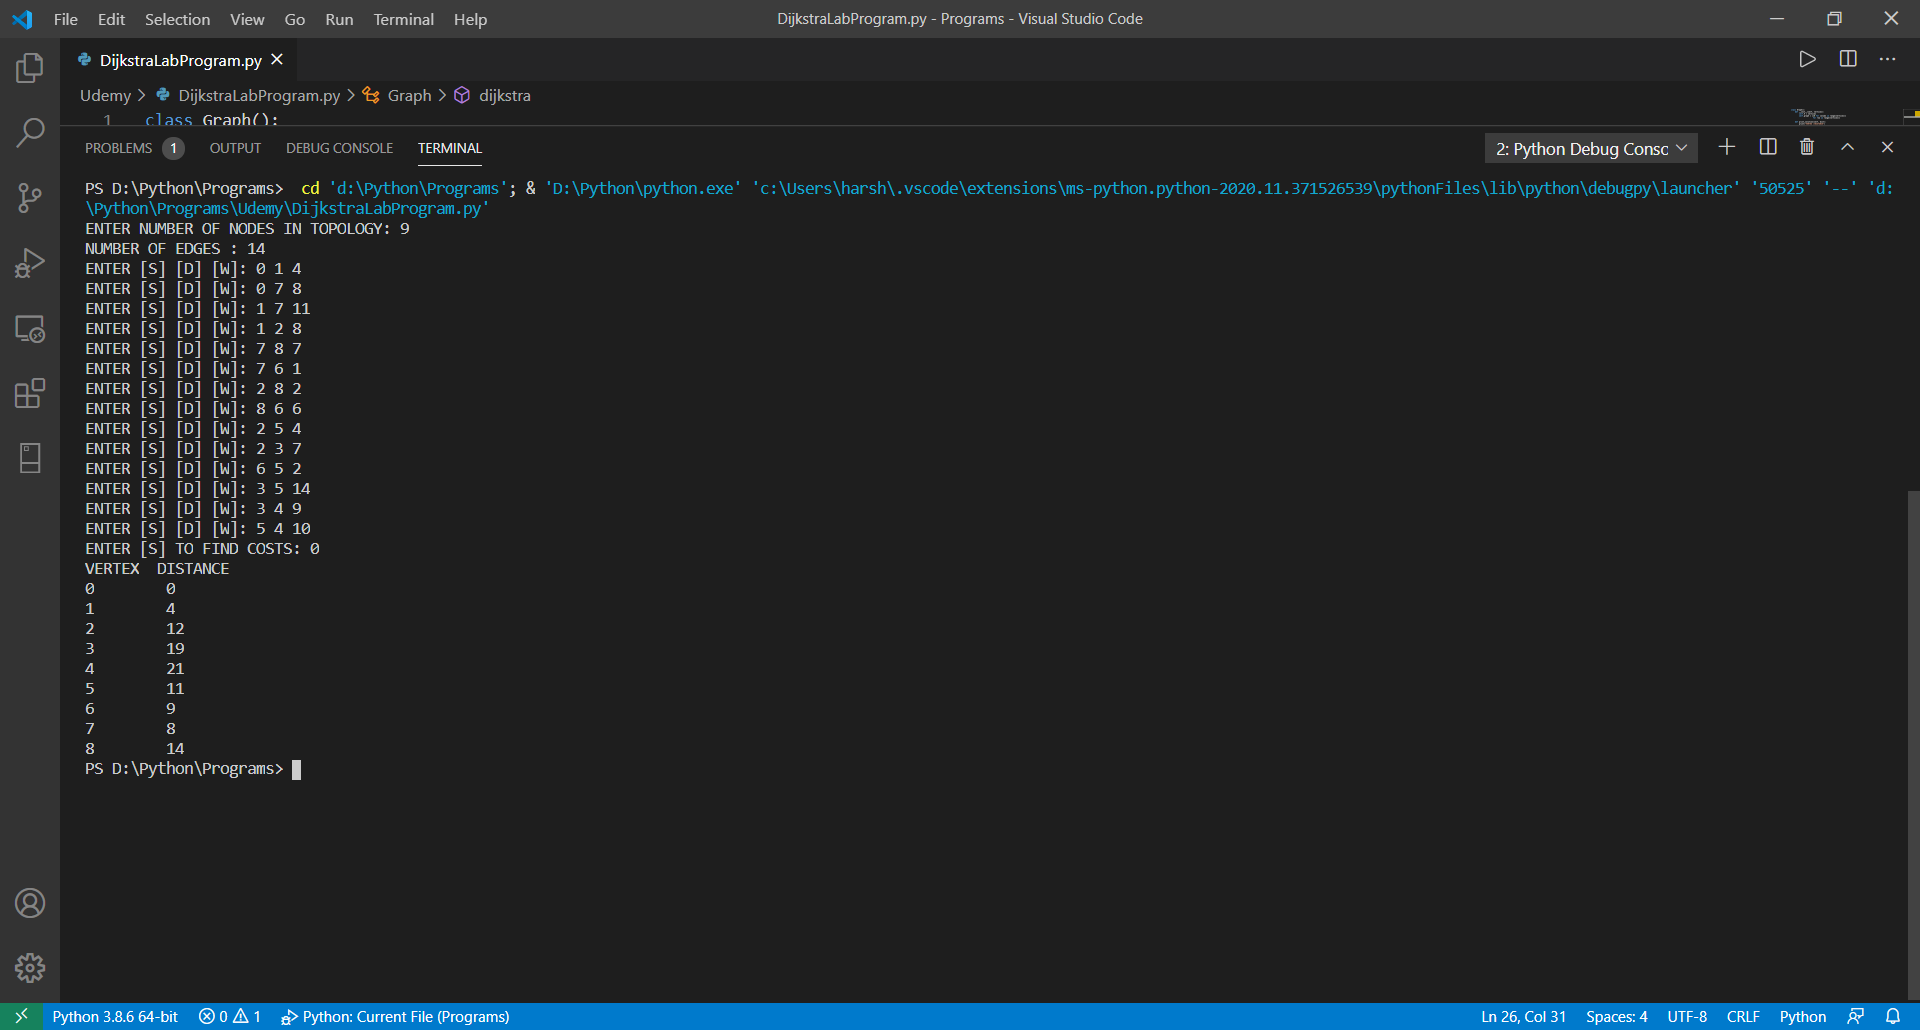 File Edit Selection View Go Run Terminal Help
DijkstraLabProgram.py - Programs - Visual Studio Code
DijkstraLabProgram.py
Udemy > DijkstraLabProgram.py > Graph > dijkstra
1 class Graph():
PROBLEMS 1 OUTPUT DEBUG CONSOLE TERMINAL
2: Python Debug Consc
PS D:\Python\Programs>  cd 'd:\Python\Programs'; & 'D:\Python\python.exe' 'c:\Users\harsh\.vscode\extensions\ms-python.python-2020.11.371526539\pythonFiles\lib\python\debugpy\launcher' '50525' '--' 'd:
\Python\Programs\Udemy\DijkstraLabProgram.py'
ENTER NUMBER OF NODES IN TOPOLOGY: 9
NUMBER OF EDGES : 14
ENTER [S] [D] [W]: 0 1 4
ENTER [S] [D] [W]: 0 7 8
ENTER [S] [D] [W]: 1 7 11
ENTER [S] [D] [W]: 1 2 8
ENTER [S] [D] [W]: 7 8 7
ENTER [S] [D] [W]: 7 6 1
ENTER [S] [D] [W]: 2 8 2
ENTER [S] [D] [W]: 8 6 6
ENTER [S] [D] [W]: 2 5 4
ENTER [S] [D] [W]: 2 3 7
ENTER [S] [D] [W]: 6 5 2
ENTER [S] [D] [W]: 3 5 14
ENTER [S] [D] [W]: 3 4 9
ENTER [S] [D] [W]: 5 4 10
ENTER [S] TO FIND COSTS: 0
VERTEX  DISTANCE
0        0
1        4
2        12
3        19
4        21
5        11
6        9
7        8
8        14
PS D:\Python\Programs>
Python 3.8.6 64-bit 0 1 Python: Current File (Programs) Ln 26, Col 31 Spaces: 4 UTF-8 CRLF Python